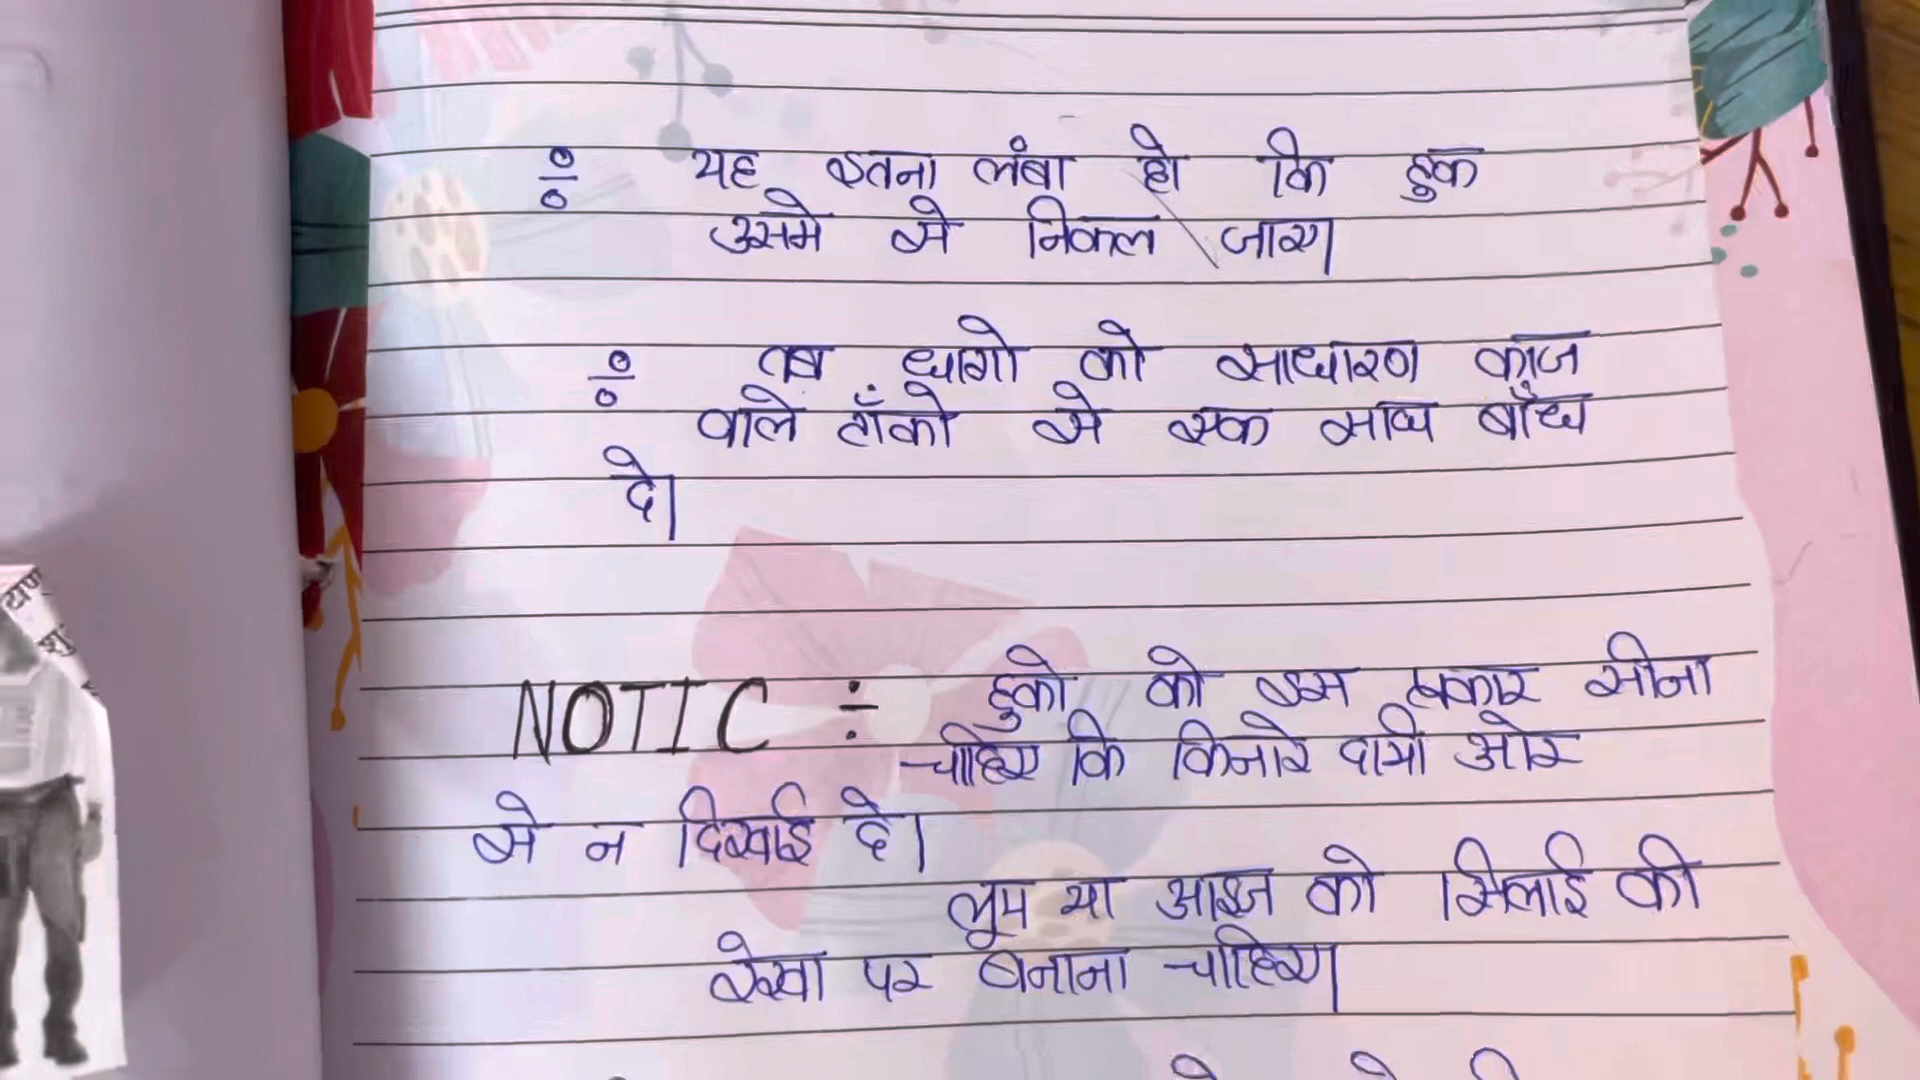 यह इतना लंबा हो कि हुक
उसमे से निकल जाए।
तब धागो को साधारण काज
वाले टाँको से एक साथ बाँध
दे।
NOTIC ÷ हुको को इस प्रकार सीना
चाहिए कि किनारे दायी ओर
से न दिखाई दे।
लूप या आइज को सिलाई की
रेखा पर बनाना चाहिए।